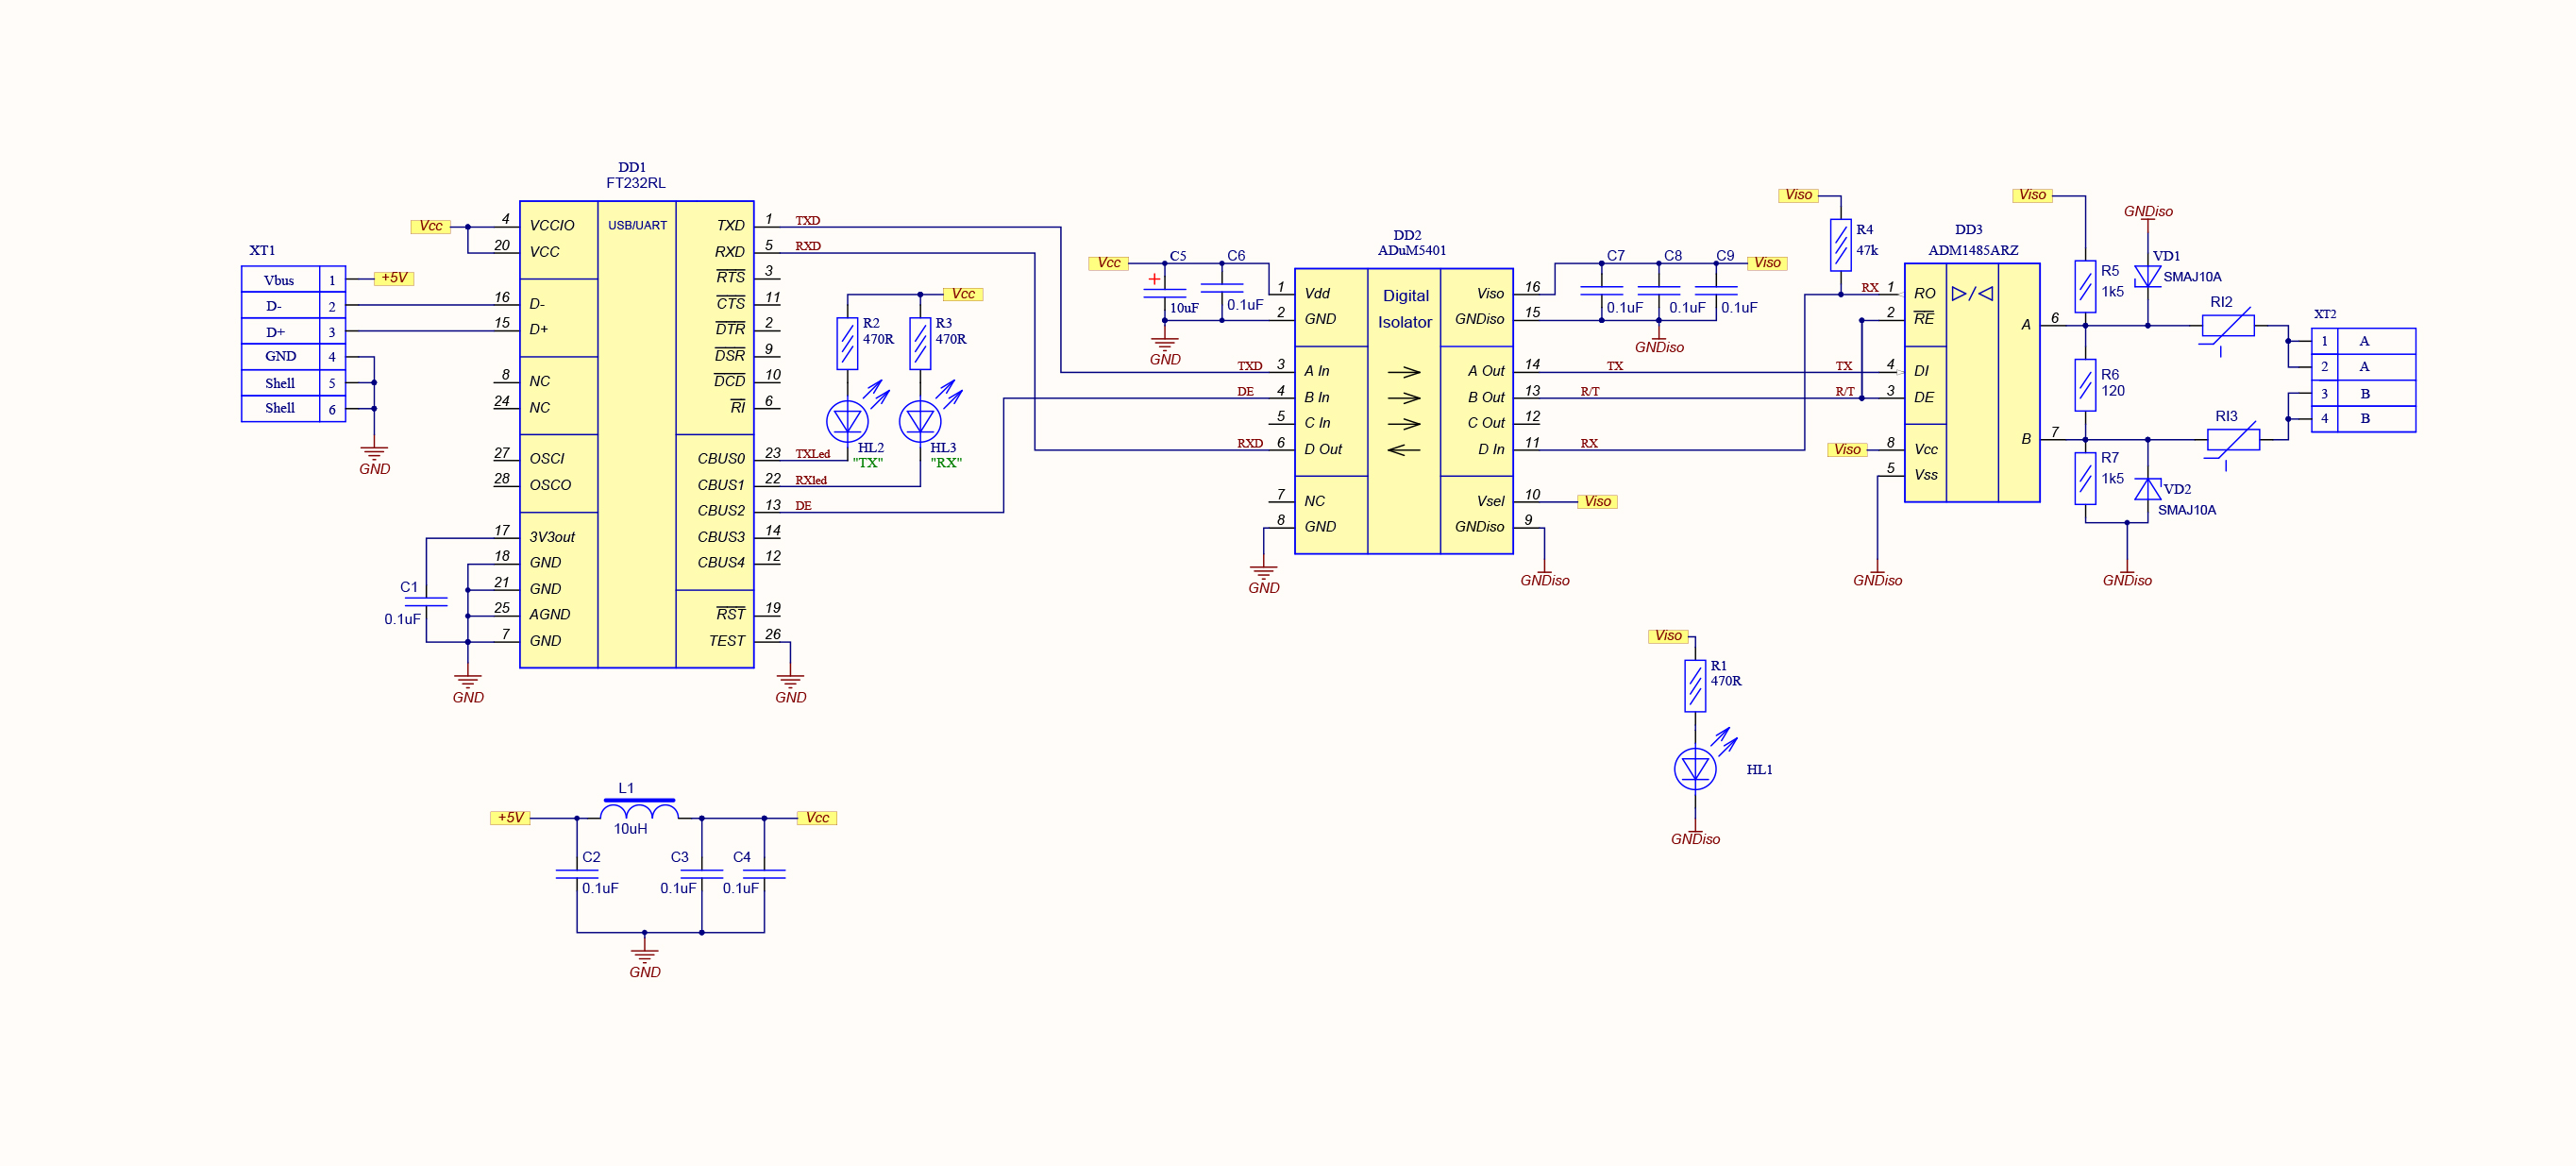 XT1
Vbus 1 +5V
D- 2
D+ 3
GND 4
Shell 5
Shell 6
GND
DD1
FT232RL
USB/UART
Vcc
4 VCCIO
20 VCC
16 D-
15 D+
8 NC
24 NC
27 OSCI
28 OSCO
17 3V3out
18 GND
21 GND
25 AGND
7 GND
C1
0.1uF
GND
TXD 1 TXD
RXD 5 RXD
RTS 3
CTS 11
DTR 2
DSR 9
DCD 10
RI 6
CBUS0 23 TXLed
CBUS1 22 RXled
CBUS2 13 DE
CBUS3 14
CBUS4 12
RST 19
TEST 26
GND
Vcc
R2
470R
R3
470R
HL2
"TX"
HL3
"RX"
Vcc
C5
10uF
C6
0.1uF
GND
DD2
ADuM5401
Digital
Isolator
1 Vdd
2 GND
TXD 3 A In
DE 4 B In
5 C In
RXD 6 D Out
7 NC
8 GND
GND
Viso 16
GNDiso 15
A Out 14 TX
B Out 13 R/T
C Out 12
D In 11 RX
Vsel 10 Viso
GNDiso 9
GNDiso
C7
0.1uF
C8
0.1uF
C9
0.1uF
Viso
GNDiso
Viso
R4
47k
DD3
ADM1485ARZ
RX 1 RO
2 RE
TX 4 DI
R/T 3 DE
Viso 8 Vcc
5 Vss
GNDiso
A 6
B 7
Viso
R5
1k5
R6
120
R7
1k5
GNDiso
VD1
SMAJ10A
VD2
SMAJ10A
GNDiso
RI2
I
RI3
I
XT2
1 A
2 A
3 B
4 B
Viso
R1
470R
HL1
GNDiso
+5V
L1
10uH
Vcc
C2
0.1uF
C3
0.1uF
C4
0.1uF
GND